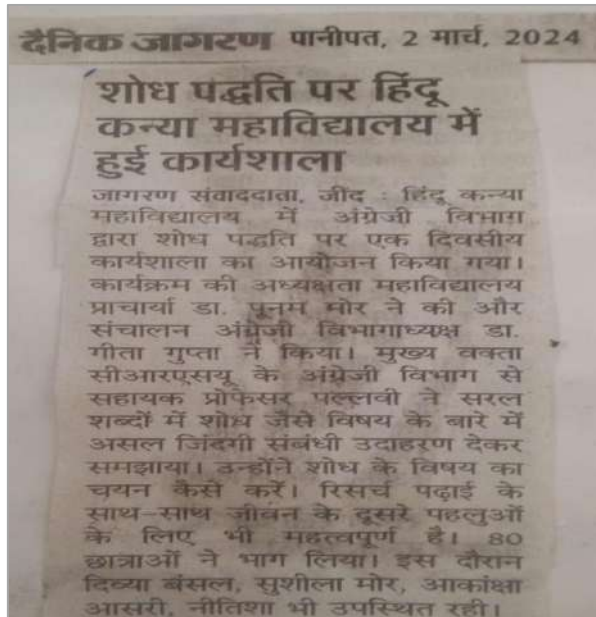 दैनिक जागरण पानीपत, 2 मार्च, 2024
शोध पद्धति पर हिंदू
कन्या महाविद्यालय में
हुई कार्यशाला
जागरण संवाददाता, जींद : हिंदू कन्या
महाविद्यालय में अंग्रेजी विभाग
द्वारा शोध पद्धति पर एक दिवसीय
कार्यशाला का आयोजन किया गया।
कार्यक्रम की अध्यक्षता महाविद्यालय
प्राचार्या डा. पूनम मोर ने की और
संचालन अंग्रेजी विभागाध्यक्ष डा.
गीता गुप्ता ने किया। मुख्य वक्ता
सीआरएसयू के अंग्रेजी विभाग से
सहायक प्रोफेसर पल्लवी ने सरल
शब्दों में शोध जैसे विषय के बारे में
असल जिंदगी संबंधी उदाहरण देकर
समझाया। उन्होंने शोध के विषय का
चयन कैसे करें। रिसर्च पढ़ाई के
साथ-साथ जीवन के दूसरे पहलुओं
के लिए भी महत्वपूर्ण है। 80
छात्राओं ने भाग लिया। इस दौरान
दिव्या बंसल, सुशीला मोर, आकांक्षा
आसरी, नीतिशा भी उपस्थित रही।